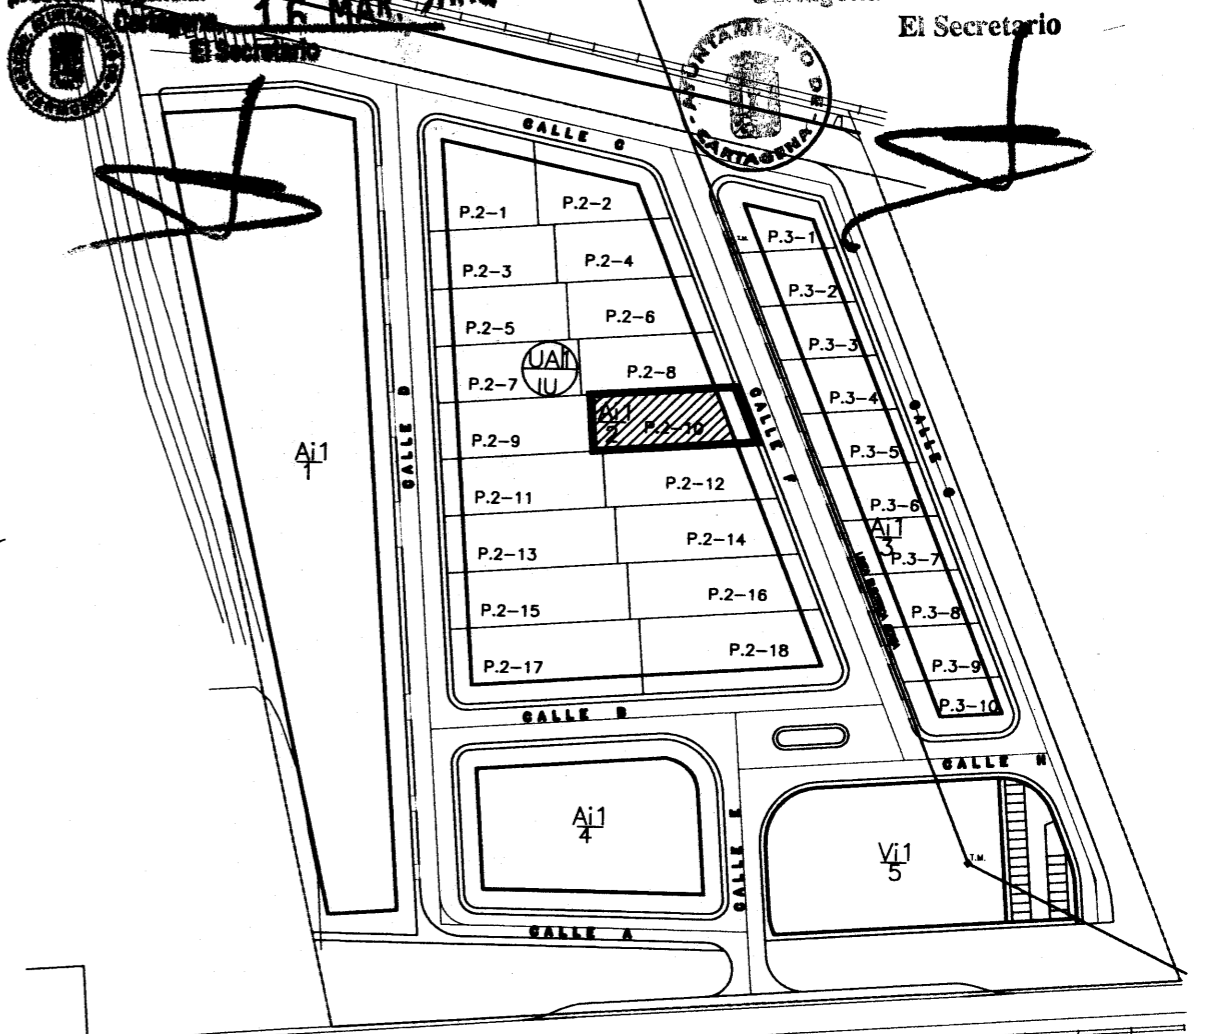 Cartagena 16 MAR.
El Secretario
El Secretario
AYUNTAMIENTO DE
- CARTAGENA -
CALLE C
P.2-1
P.2-2
P.2-3
P.2-4
P.2-5
P.2-6
UA1
IU
P.2-7
P.2-8
Ai1
2
P.2-10
P.2-9
P.2-11
P.2-12
P.2-13
P.2-14
P.2-15
P.2-16
P.2-17
P.2-18
CALLE D
Ai1
1
CALLE F
T.M.
P.3-1
P.3-2
P.3-3
P.3-4
P.3-5
P.3-6
Ai1
3
P.3-7
P.3-8
P.3-9
P.3-10
CALLE G
CALLE B
CALLE H
Ai1
4
CALLE E
Vi1
5
T.M.
CALLE A